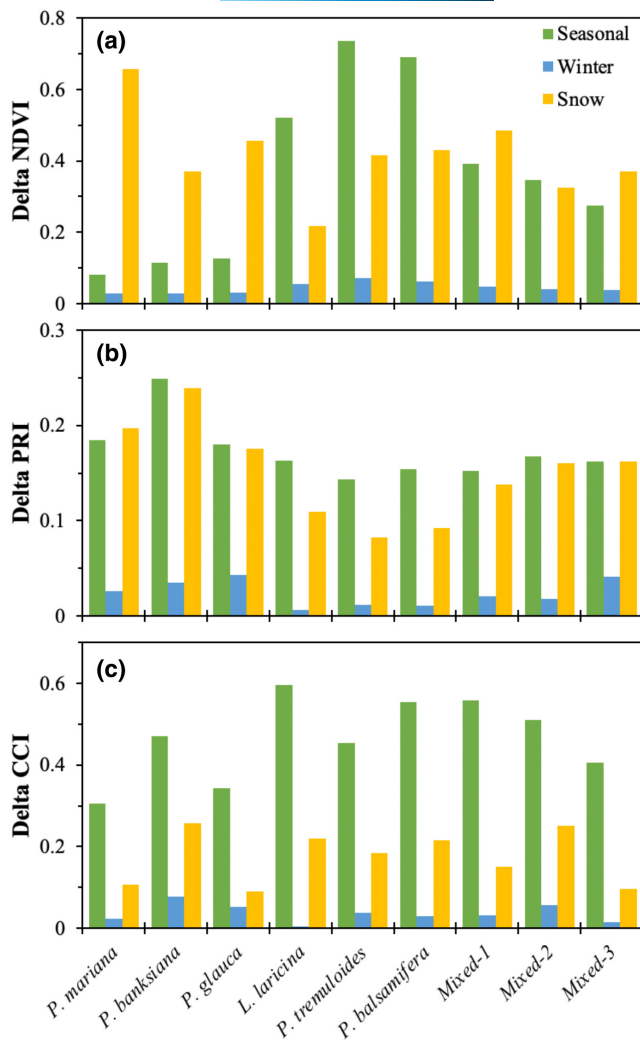 (a)
Seasonal
Winter
Snow
Delta NDVI
0.8
0.6
0.4
0.2
0
(b)
Delta PRI
0.3
0.2
0.1
0
(c)
Delta CCI
0.6
0.4
0.2
0
P. mariana
P. banksiana
P. glauca
L. laricina
P. tremuloides
P. balsamifera
Mixed-1
Mixed-2
Mixed-3